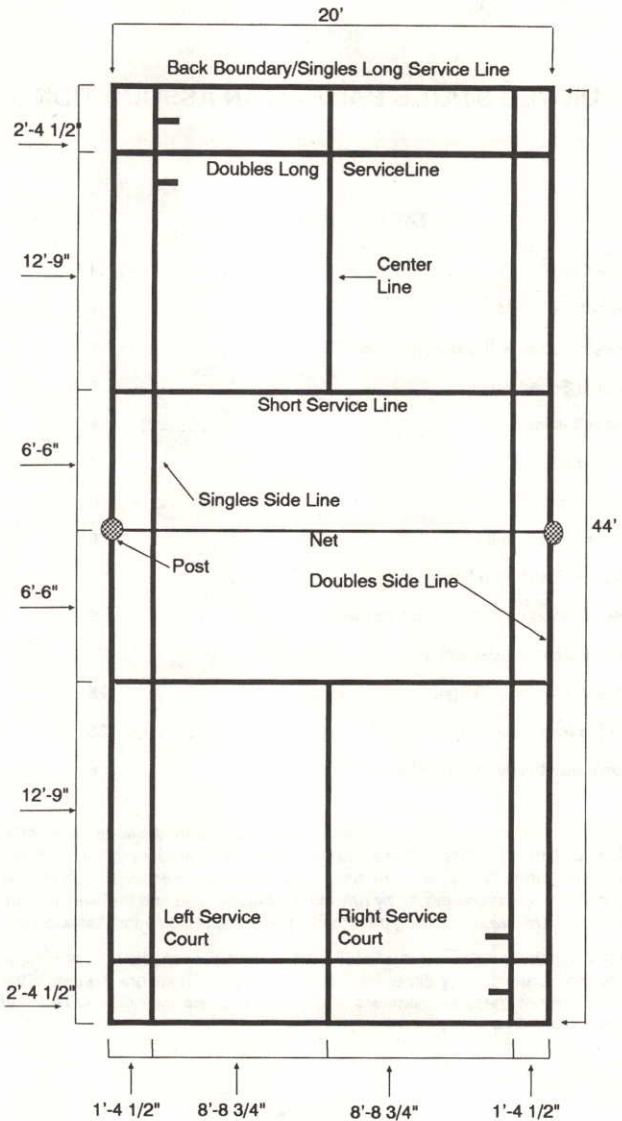 20'
Back Boundary/Singles Long Service Line
2'-4 1/2"
Doubles Long ServiceLine
12'-9"
Center
Line
Short Service Line
6'-6"
Singles Side Line
44'
Net
Post
Doubles Side Line
6'-6"
12'-9"
Left Service
Court
Right Service
Court
2'-4 1/2"
1'-4 1/2"
8'-8 3/4"
8'-8 3/4"
1'-4 1/2"